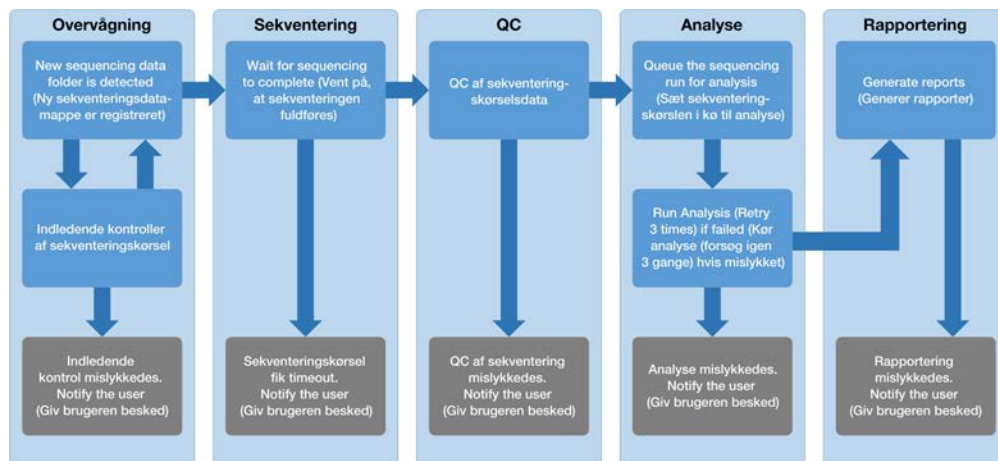 Overvågning
New sequencing data
folder is detected
(Ny sekventeringsdata-
mappe er registreret)
Indledende kontroller
af sekventeringskørsel
Indledende
kontrol mislykkedes.
Notify the user
(Giv brugeren besked)
Sekventering
Wait for sequencing
to complete (Vent på,
at sekventeringen
fuldføres)
Sekventeringskørsel
fik timeout.
Notify the user
(Giv brugeren besked)
QC
QC af sekventering-
skørselsdata
QC af sekventering
mislykkedes.
Notify the user
(Giv brugeren besked)
Analyse
Queue the sequencing
run for analysis
(Sæt sekventering-
skørslen i kø til analyse)
Run Analysis (Retry
3 times) if failed (Kør
analyse (forsøg igen
3 gange) hvis mislykket)
Analyse mislykkedes.
Notify the user
(Giv brugeren besked)
Rapportering
Generate reports
(Generer rapporter)
Rapportering
mislykkedes.
Notify the user
(Giv brugeren besked)